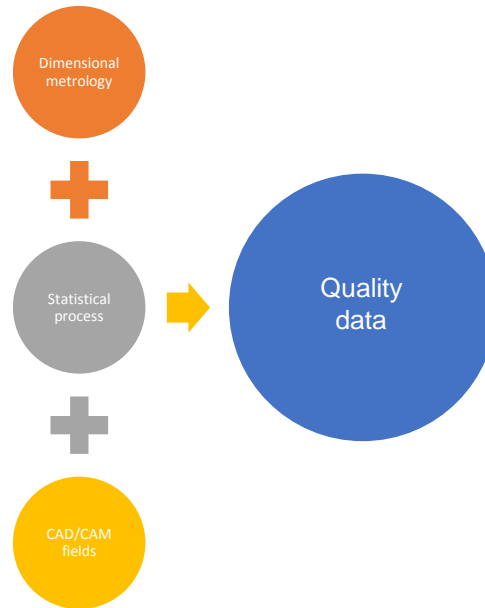 Dimensional
metrology
Statistical
process
Quality
data
CAD/CAM
fields